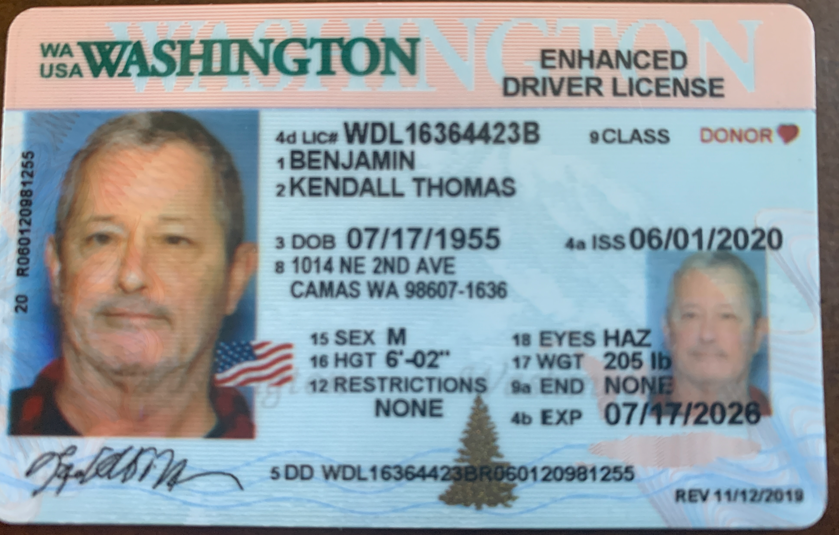 WA
USA WASHINGTON
ENHANCED
DRIVER LICENSE
4d LIC# WDL16364423B 9 CLASS DONOR
1 BENJAMIN
2 KENDALL THOMAS
3 DOB 07/17/1955 4a ISS 06/01/2020
8 1014 NE 2ND AVE
CAMAS WA 98607-1636
15 SEX M 18 EYES HAZ
16 HGT 6'-02" 17 WGT 205 lb
12 RESTRICTIONS 9a END NONE
NONE 4b EXP 07/17/2026
5 DD WDL16364423BR060120981255
REV 11/12/2019
20 R060120981255
WASHINGTON